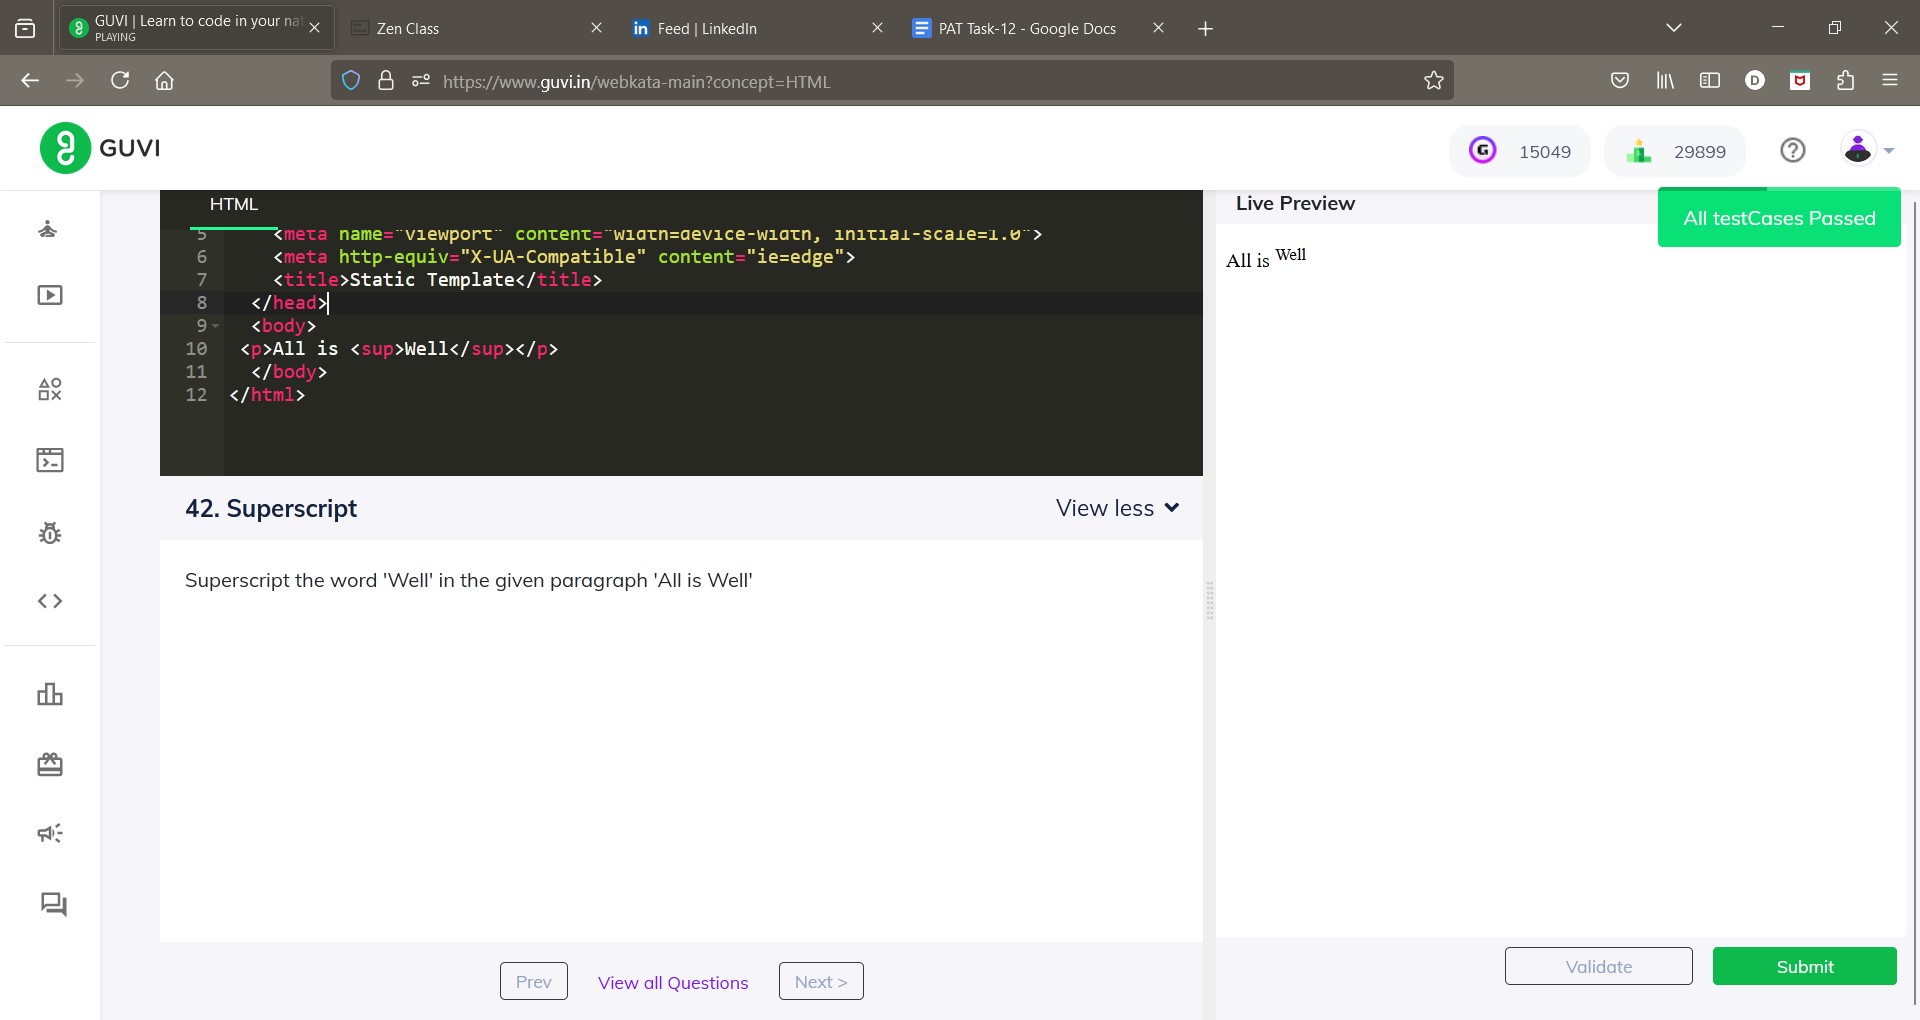 GUVI | Learn to code in your nat
PLAYING
Zen Class
in Feed | LinkedIn
PAT Task-12 - Google Docs
https://www.guvi.in/webkata-main?concept=HTML
D
GUVI
G 15049
29899
HTML
Live Preview
All testCases Passed
5 <meta name="viewport" content="width=device-width, initial-scale=1.0">
6 <meta http-equiv="X-UA-Compatible" content="ie=edge">
7 <title>Static Template</title>
8 </head>
9 <body>
10 <p>All is <sup>Well</sup></p>
11 </body>
12 </html>
All is Well
42. Superscript
View less
Superscript the word 'Well' in the given paragraph 'All is Well'
Prev
View all Questions
Next >
Validate
Submit